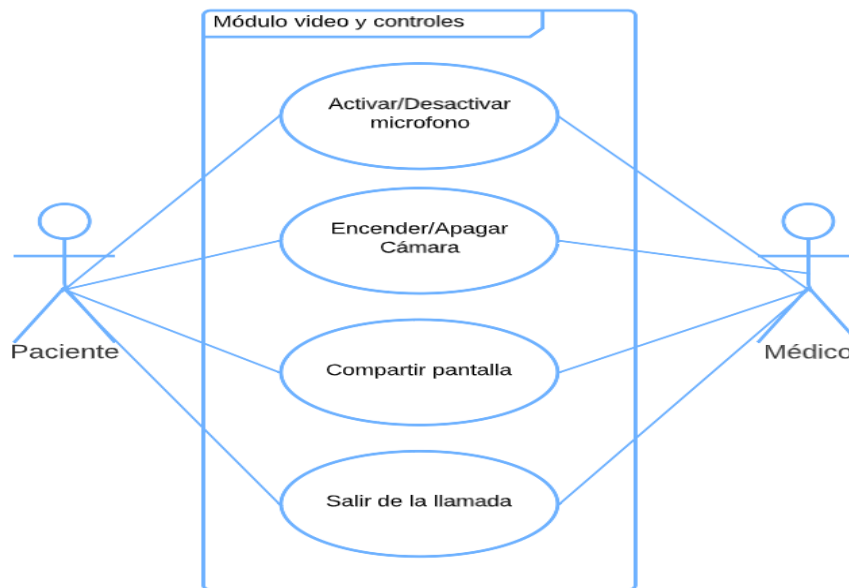 Módulo video y controles
Activar/Desactivar
microfono
Encender/Apagar
Cámara
Paciente
Médico
Compartir pantalla
Salir de la llamada